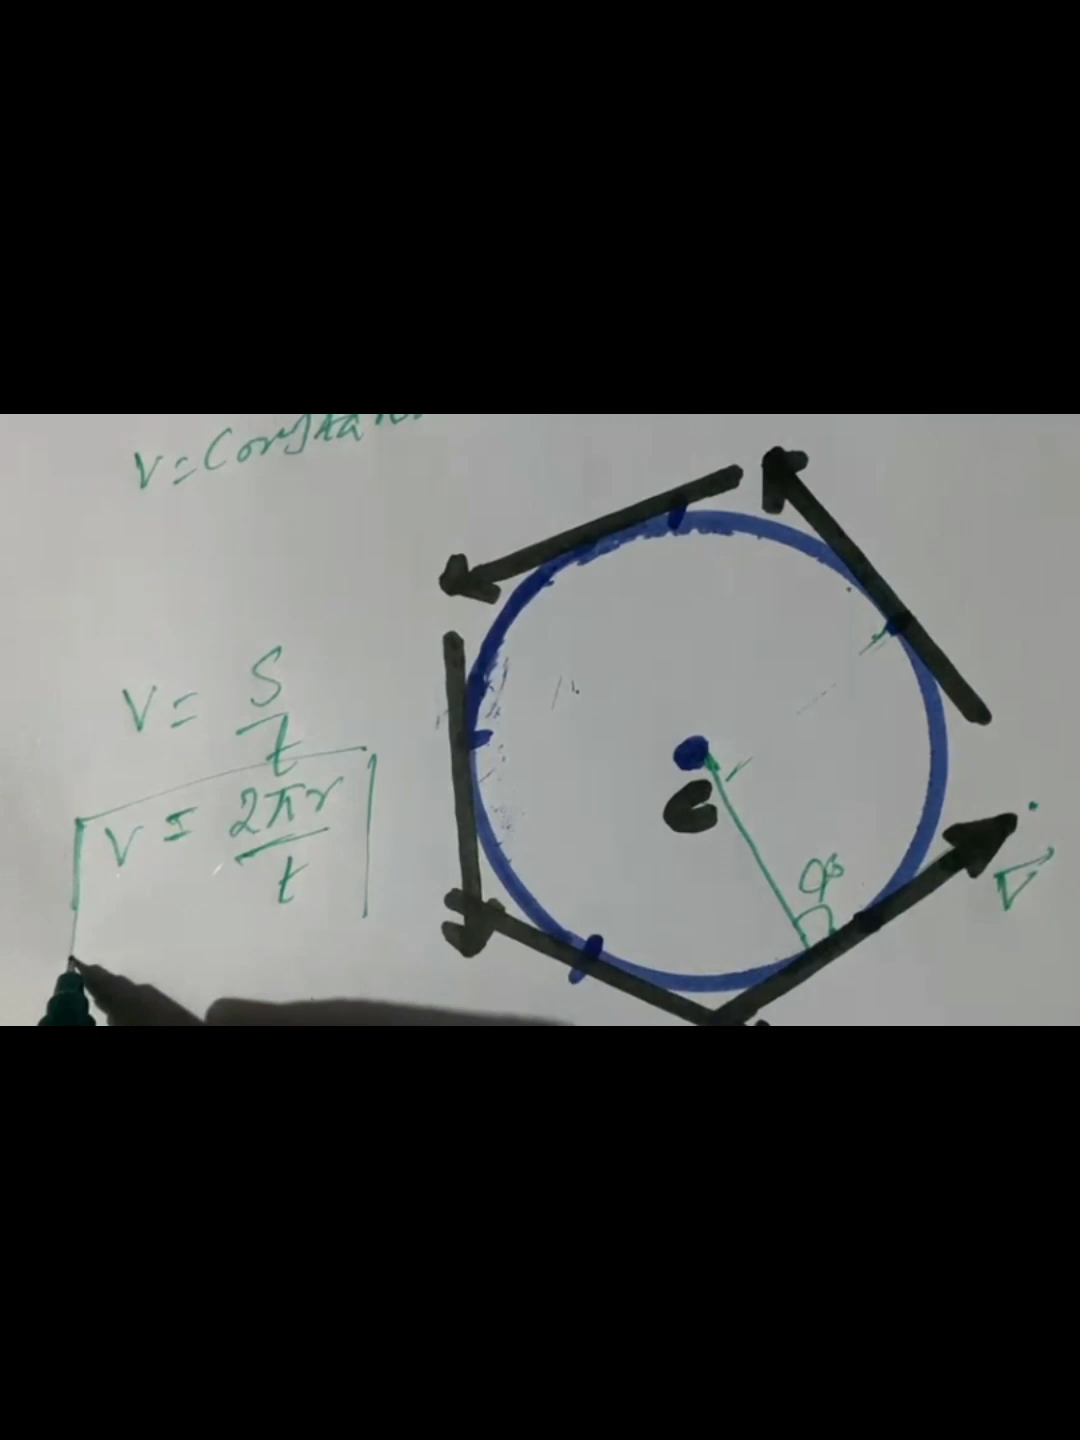 V = Constan
V = S/t
V = 2πr/t
C
90
V